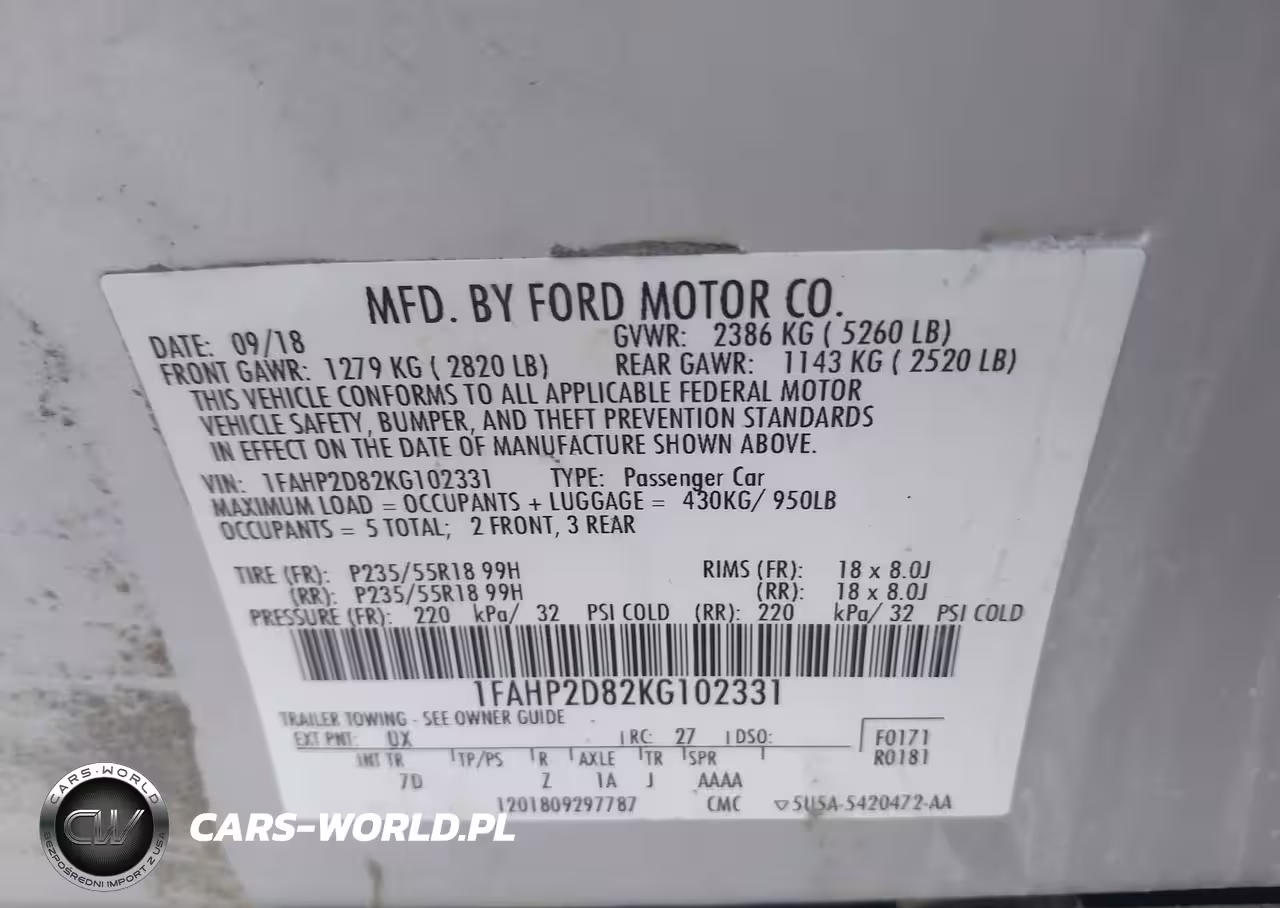 MFD. BY FORD MOTOR CO.
DATE: 09/18 GVWR: 2386 KG ( 5260 LB)
FRONT GAWR: 1279 KG ( 2820 LB) REAR GAWR: 1143 KG ( 2520 LB)
THIS VEHICLE CONFORMS TO ALL APPLICABLE FEDERAL MOTOR
VEHICLE SAFETY, BUMPER, AND THEFT PREVENTION STANDARDS
IN EFFECT ON THE DATE OF MANUFACTURE SHOWN ABOVE.
VIN: 1FAHP2D82KG102331 TYPE: Passenger Car
MAXIMUM LOAD = OCCUPANTS + LUGGAGE = 430KG/ 950LB
OCCUPANTS = 5 TOTAL; 2 FRONT, 3 REAR
TIRE (FR): P235/55R18 99H RIMS (FR): 18 x 8.0J
(RR): P235/55R18 99H (RR): 18 x 8.0J
PRESSURE (FR): 220 kPa/ 32 PSI COLD (RR): 220 kPa/ 32 PSI COLD
1FAHP2D82KG102331
TRAILER TOWING - SEE OWNER GUIDE
EXT PNT: UX RC: 27 DSO: F0171
INT TR TP/PS R AXLE TR SPR R0181
7D Z 1A J AAAA
1201809297787 CMC ▽5U5A-5420472-AA
CARS-WORLD
CW
BEZPOŚREDNI IMPORT Z USA
CARS-WORLD.PL